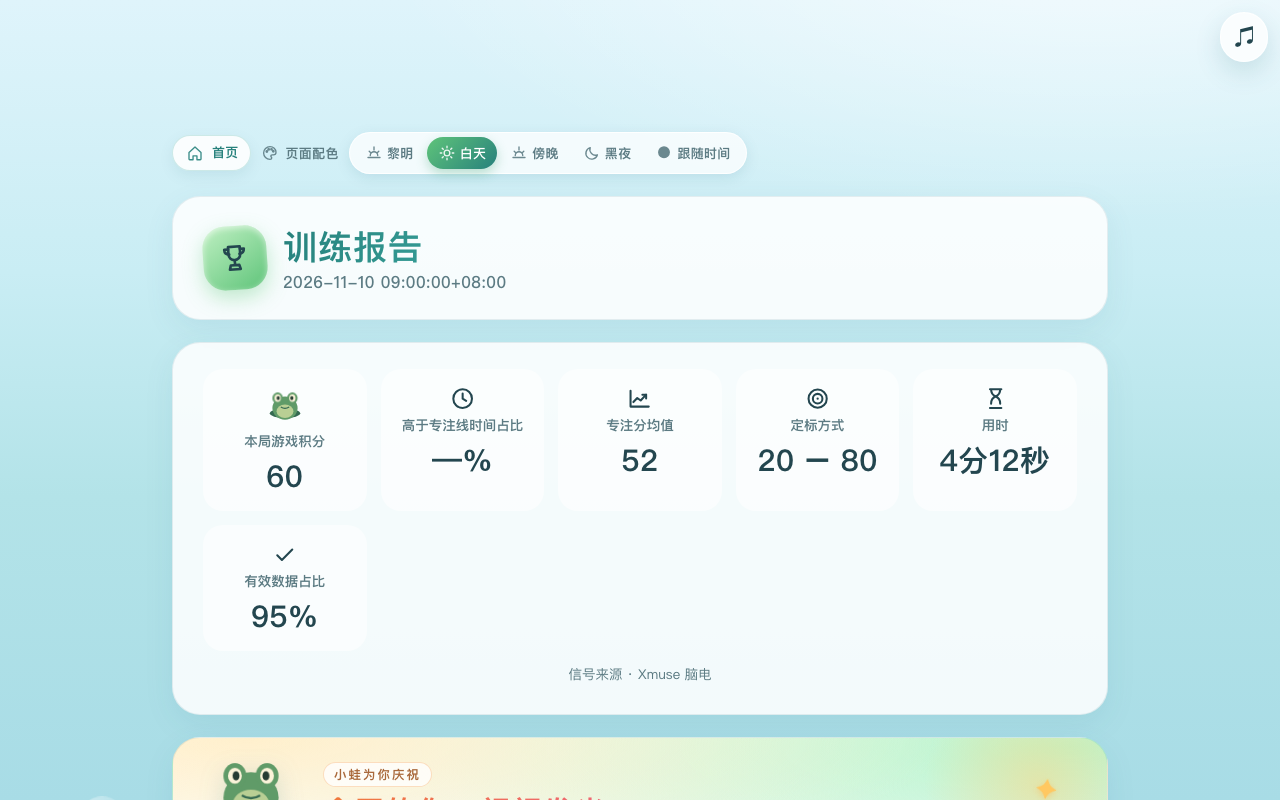 首页
页面配色
黎明
白天
傍晚
黑夜
跟随时间
训练报告
2026-11-10 09:00:00+08:00
本局游戏积分
60
高于专注线时间占比
—%
专注分均值
52
定标方式
20 — 80
用时
4分12秒
有效数据占比
95%
信号来源 · Xmuse 脑电
小蛙为你庆祝